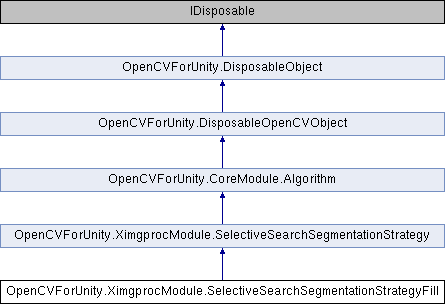 IDisposable
OpenCVForUnity.DisposableObject
OpenCVForUnity.DisposableOpenCVObject
OpenCVForUnity.CoreModule.Algorithm
OpenCVForUnity.XimgprocModule.SelectiveSearchSegmentationStrategy
OpenCVForUnity.XimgprocModule.SelectiveSearchSegmentationStrategyFill